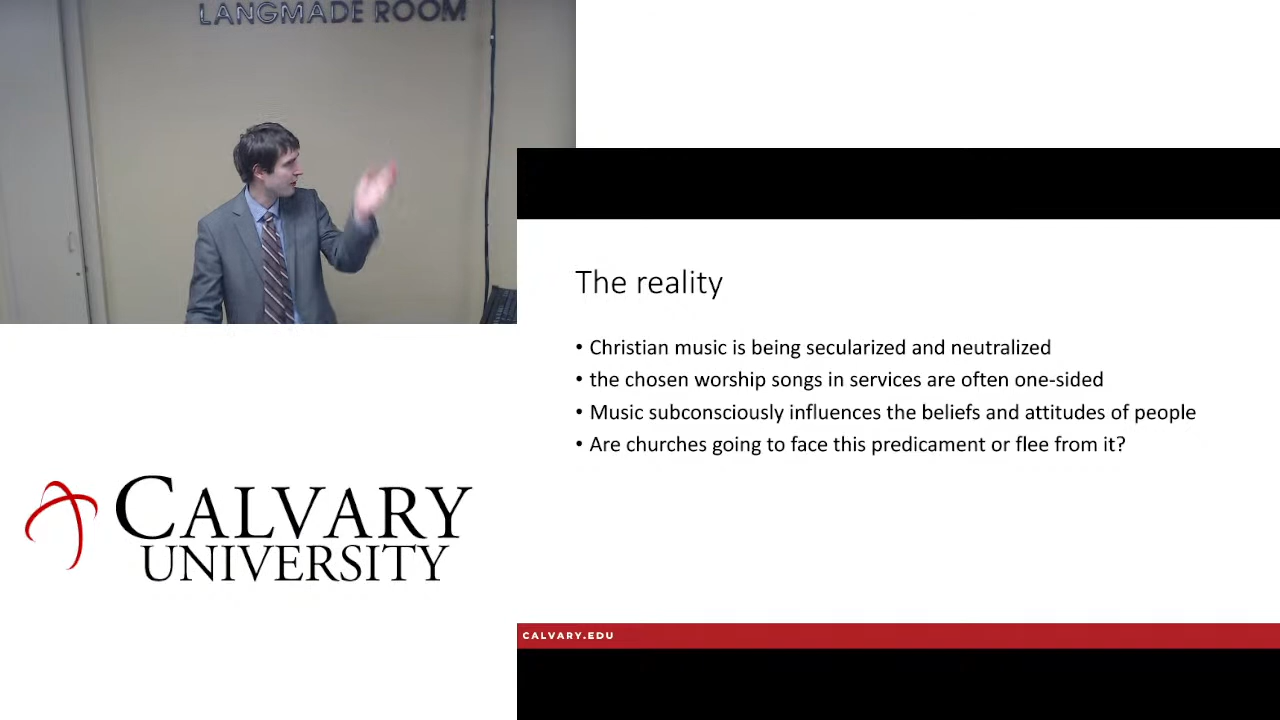 LANGMADE ROOM
The reality
• Christian music is being secularized and neutralized
• the chosen worship songs in services are often one-sided
• Music subconsciously influences the beliefs and attitudes of people
• Are churches going to face this predicament or flee from it?
CALVARY
UNIVERSITY
CALVARY.EDU